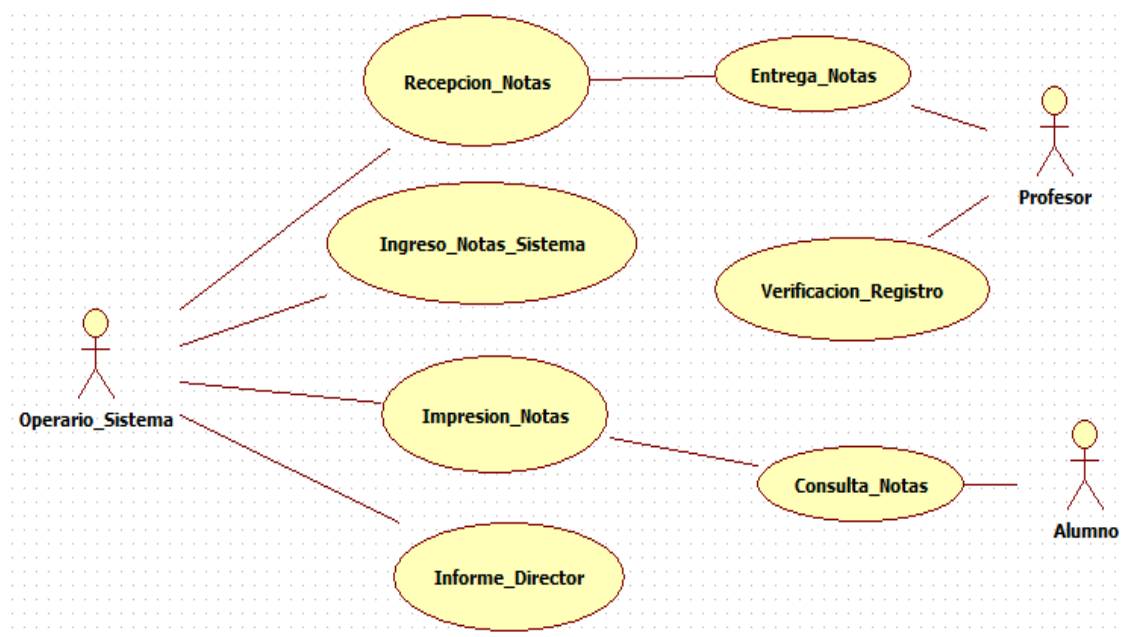 Recepcion_Notas
Entrega_Notas
Profesor
Ingreso_Notas_Sistema
Verificacion_Registro
Operario_Sistema
Impresion_Notas
Consulta_Notas
Alumno
Informe_Director